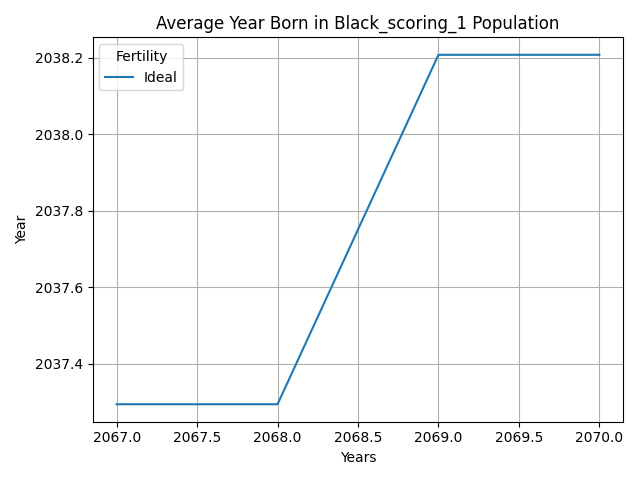 Average Year Born in Black_scoring_1 Population
Fertility
Ideal
2038.2
2038.0
2037.8
2037.6
2037.4
Year
2067.0 2067.5 2068.0 2068.5 2069.0 2069.5 2070.0
Years